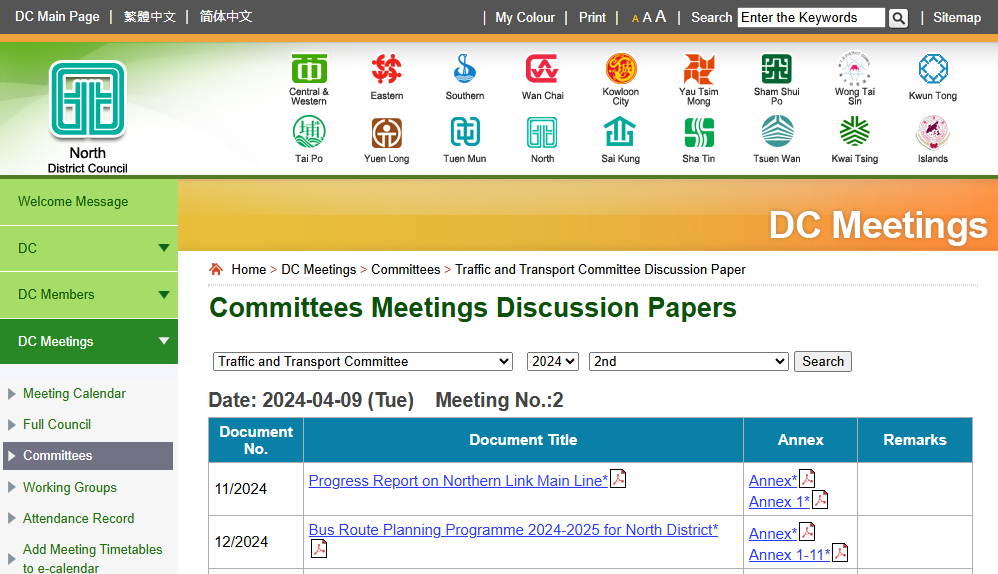 DC Main Page | 繁體中文 | 简体中文 | My Colour | Print | A A A | Search Enter the Keywords | Sitemap
North
District Council
Central & Western Eastern Southern Wan Chai Kowloon City Yau Tsim Mong Sham Shui Po Wong Tai Sin Kwun Tong
Tai Po Yuen Long Tuen Mun North Sai Kung Sha Tin Tsuen Wan Kwai Tsing Islands
Welcome Message
DC
DC Members
DC Meetings
Meeting Calendar
Full Council
Committees
Working Groups
Attendance Record
Add Meeting Timetables
to e-calendar
DC Meetings
Home > DC Meetings > Committees > Traffic and Transport Committee Discussion Paper
Committees Meetings Discussion Papers
Traffic and Transport Committee 2024 2nd Search
Date: 2024-04-09 (Tue) Meeting No.:2
Document No. Document Title Annex Remarks
11/2024 Progress Report on Northern Link Main Line* Annex*
Annex 1*
12/2024 Bus Route Planning Programme 2024-2025 for North District* Annex*
Annex 1-11*